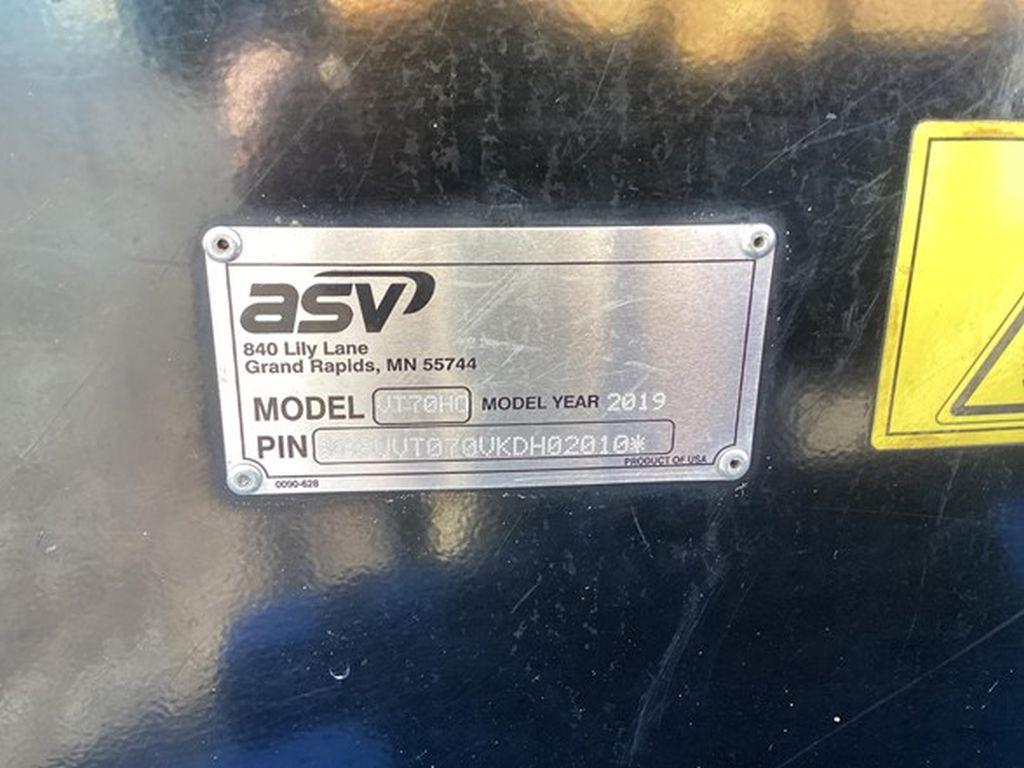 asv
840 Lily Lane
Grand Rapids, MN 55744
MODEL VT70HO MODEL YEAR 2019
PIN
PRODUCT OF USA
0090-628